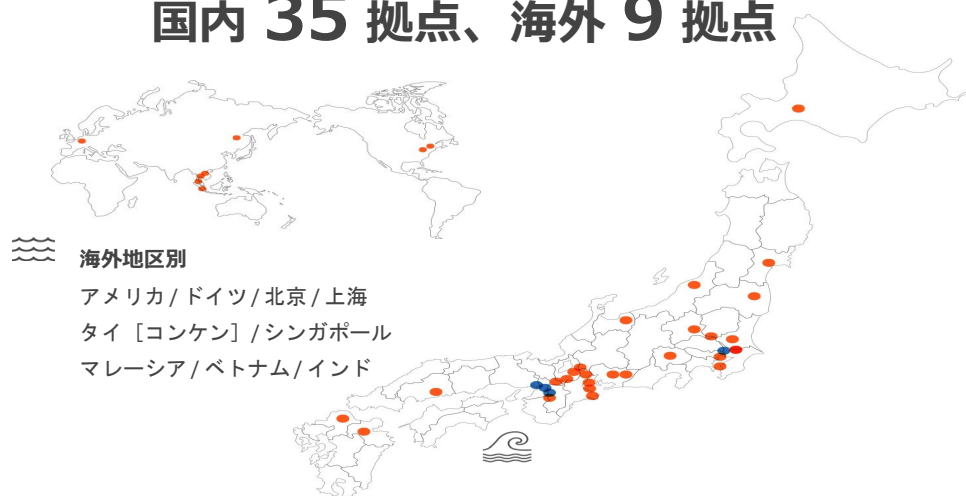 国内 35 拠点、海外 9 拠点
海外地区別
アメリカ / ドイツ / 北京 / 上海
タイ［コンケン］/ シンガポール
マレーシア / ベトナム / インド